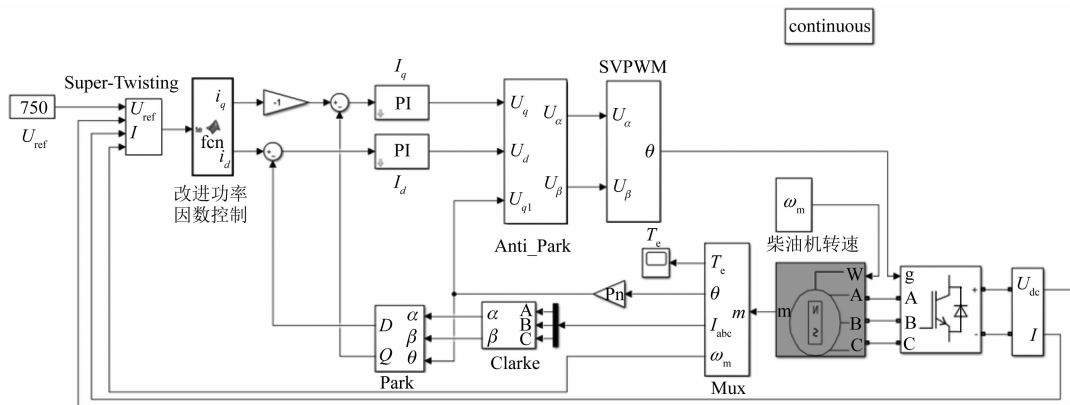 continuous
Super-Twisting
750
U_ref
U_ref
I
te
fcn
i_q
i_d
改进功率
因数控制
-1
+-
+-
I_q
PI
PI
I_d
U_q
U_d
U_q1
U_α
U_β
Anti_Park
SVPWM
U_α
U_β
θ
ω_m
柴油机转速
T_e
T_e
θ
I_abc
ω_m
m
Mux
Pn
D
Q
α
β
θ
Park
α
β
A
B
C
Clarke
m
N
S
W
A
B
C
g
A
B
C
+
-
U_dc
I